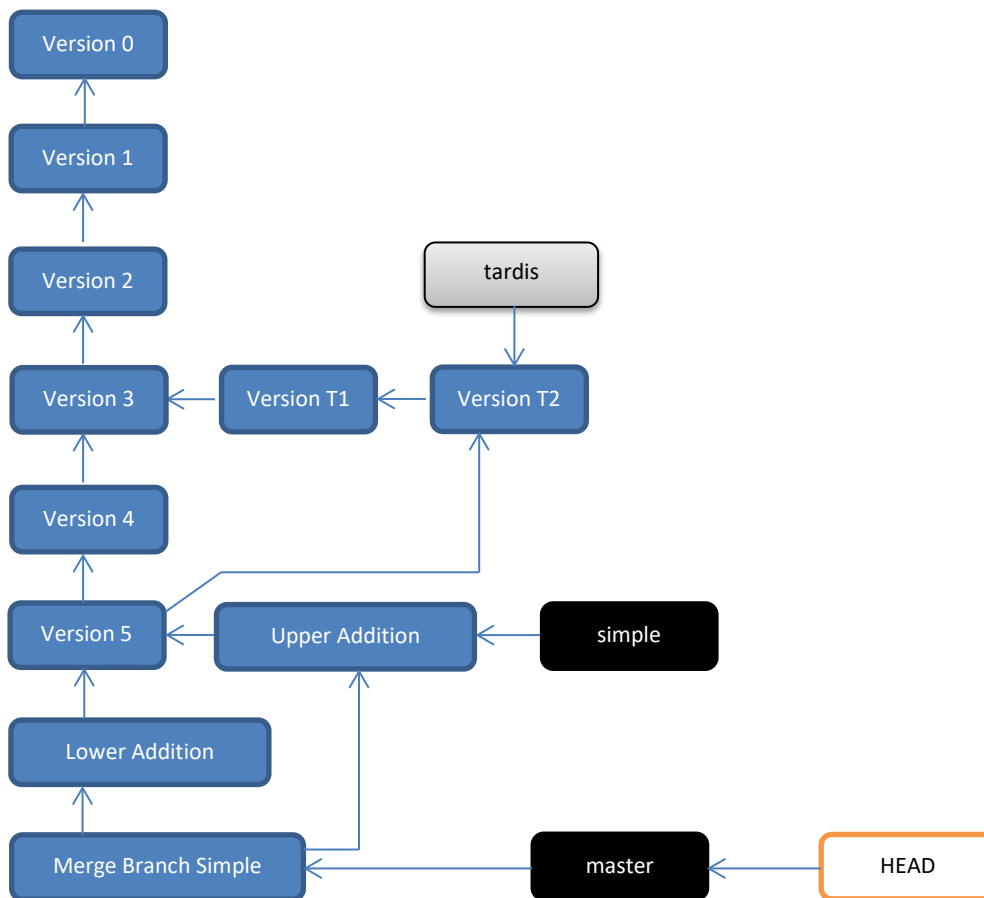 Version 0
Version 1
Version 2
tardis
Version 3
Version T1
Version T2
Version 4
Version 5
Upper Addition
simple
Lower Addition
Merge Branch Simple
master
HEAD